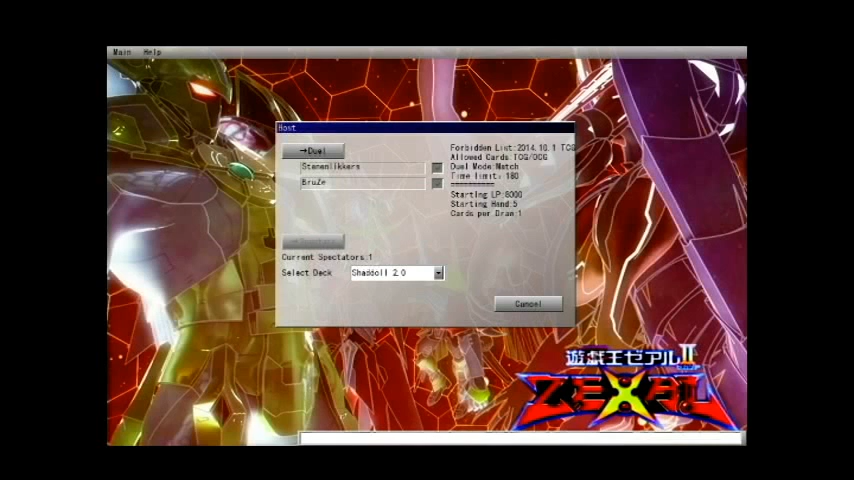 Main Help
Host
→Duel
Stenenlikkers
BruZe
Forbidden List:2014.10.1 TCG
Allowed Cards:TCG/OCG
Duel Mode:Match
Time limit: 180
==========
Starting LP:8000
Starting Hand:5
Cards per Draw:1
Current Spectators:1
Select Deck Shaddoll 2.0
Cancel
遊戯王ゼアルⅡ
ZEXAL